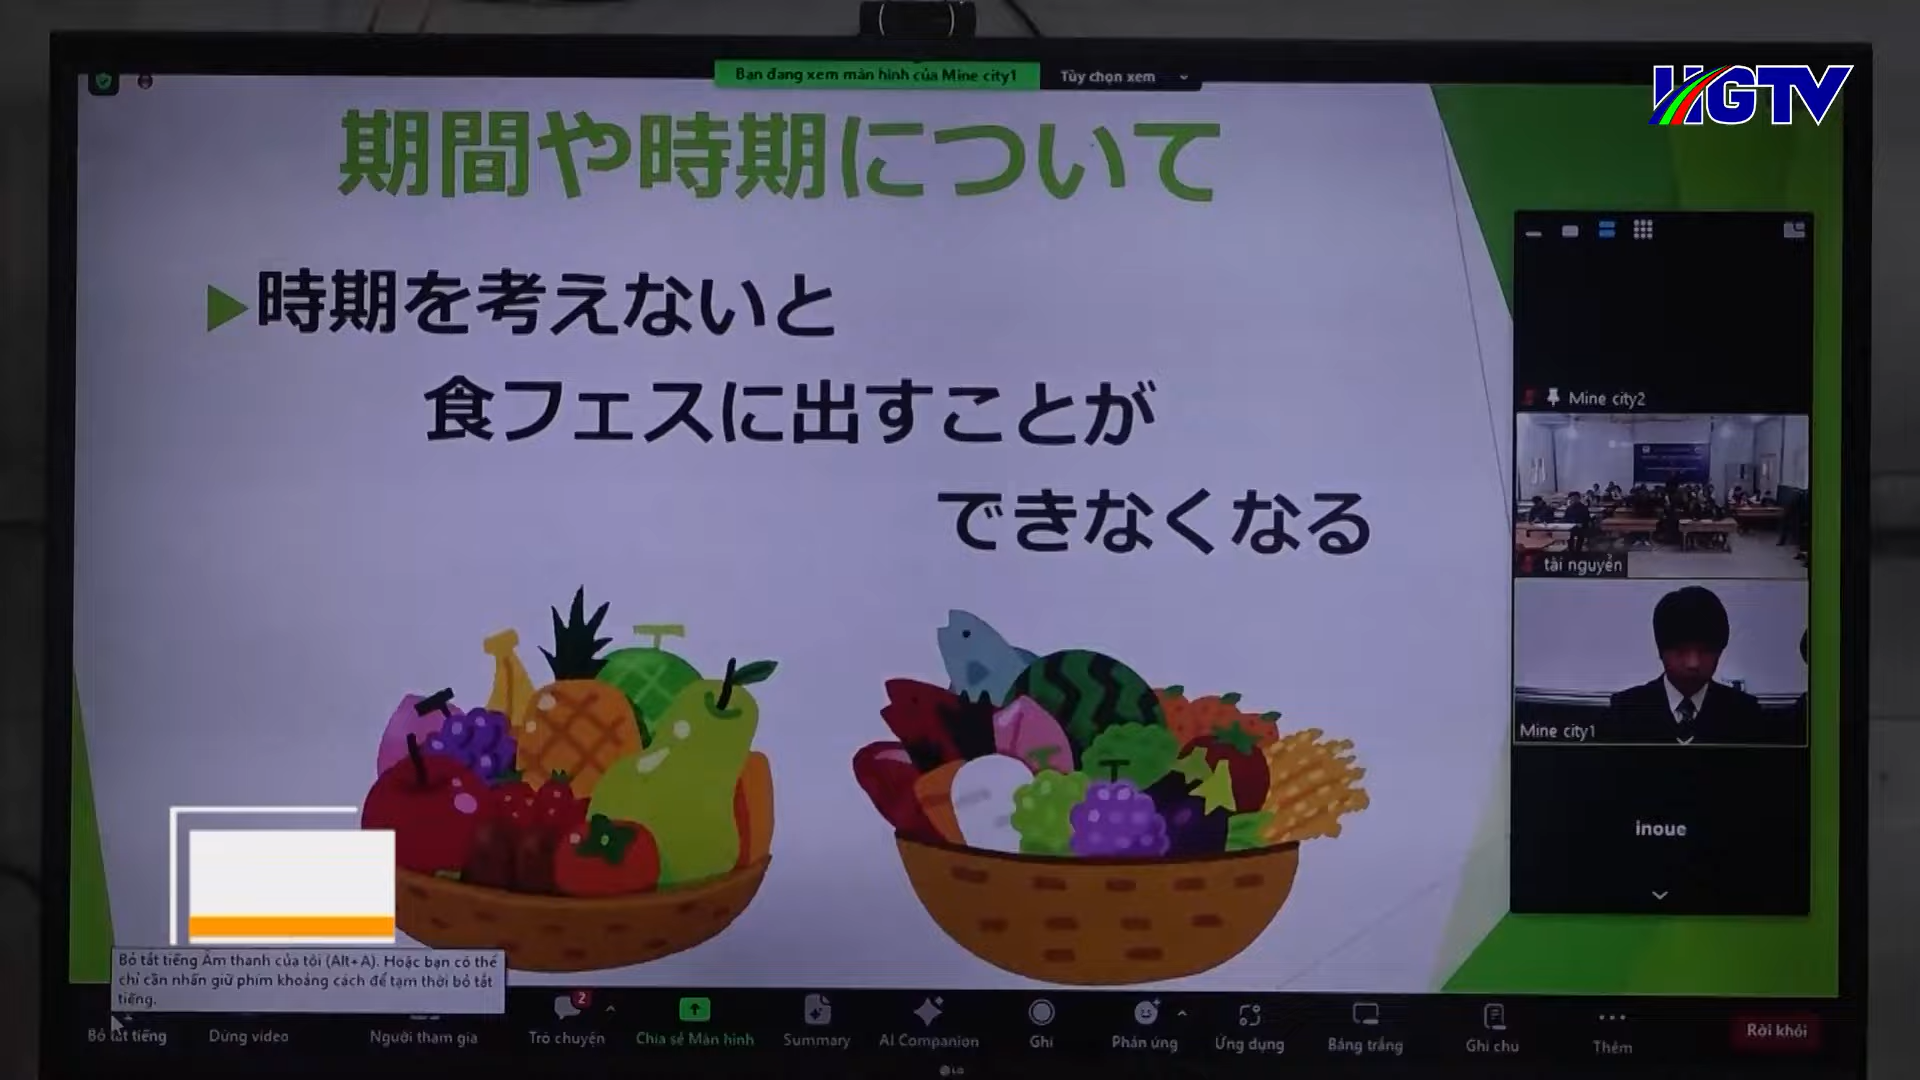 Bạn đang xem màn hình của Mine city1
Tùy chọn xem
HGTV
期間や時期について
時期を考えないと
食フェスに出すことが
できなくなる
Mine city2
tài nguyễn
Mine city1
inoue
Bỏ tắt tiếng Âm thanh của tôi (Alt+A). Hoặc bạn có thể
chỉ cần nhấn giữ phím khoảng cách để tạm thời bỏ tắt
tiếng.
Bỏ tắt tiếng
Dừng video
Người tham gia
2
Trò chuyện
Chia sẻ Màn hình
Summary
AI Companion
Ghi
Phản ứng
Ứng dụng
Bảng trắng
Ghi chú
Thêm
Rời khỏi
LG